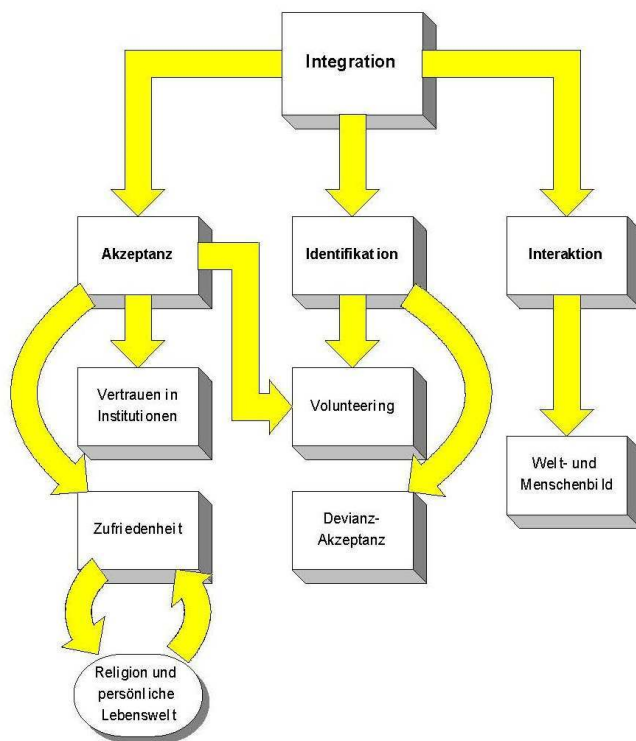 Integration
Akzeptanz
Identifikation
Interaktion
Vertrauen in
Institutionen
Volunteering
Welt- und
Menschenbild
Zufriedenheit
Devianz-
Akzeptanz
Religion und
persönliche
Lebenswelt